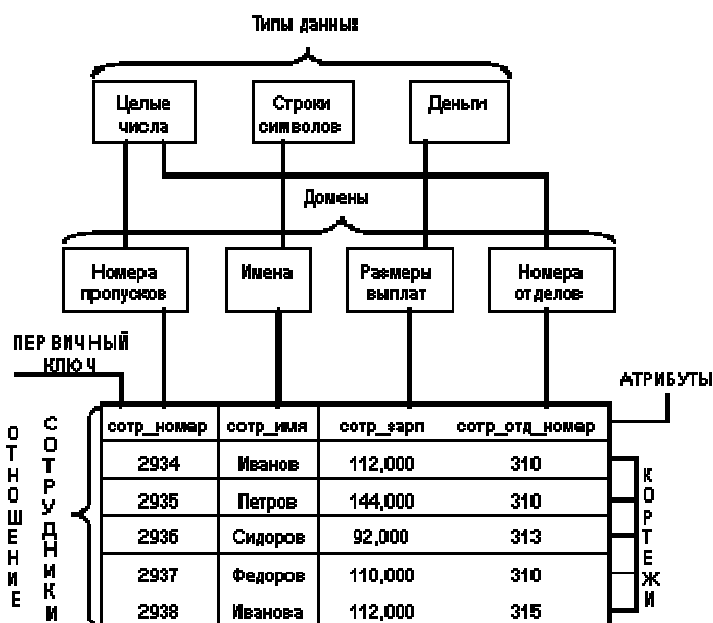 Типы данных
Целые числа
Строки символов
Деньги
Домены
Номера пропусков
Имена
Размеры выплат
Номера отделов
ПЕРВИЧНЫЙ КЛЮЧ
АТРИБУТЫ
ОТНОШЕНИЕ
СОТРУДНИКИ
сотр_номер сотр_имя сотр_зарп сотр_отд_номер
2934 Иванов 112,000 310
2935 Петров 144,000 310
2936 Сидоров 92,000 313
2937 Федоров 110,000 310
2938 Иванова 112,000 315
КОРТЕЖИ